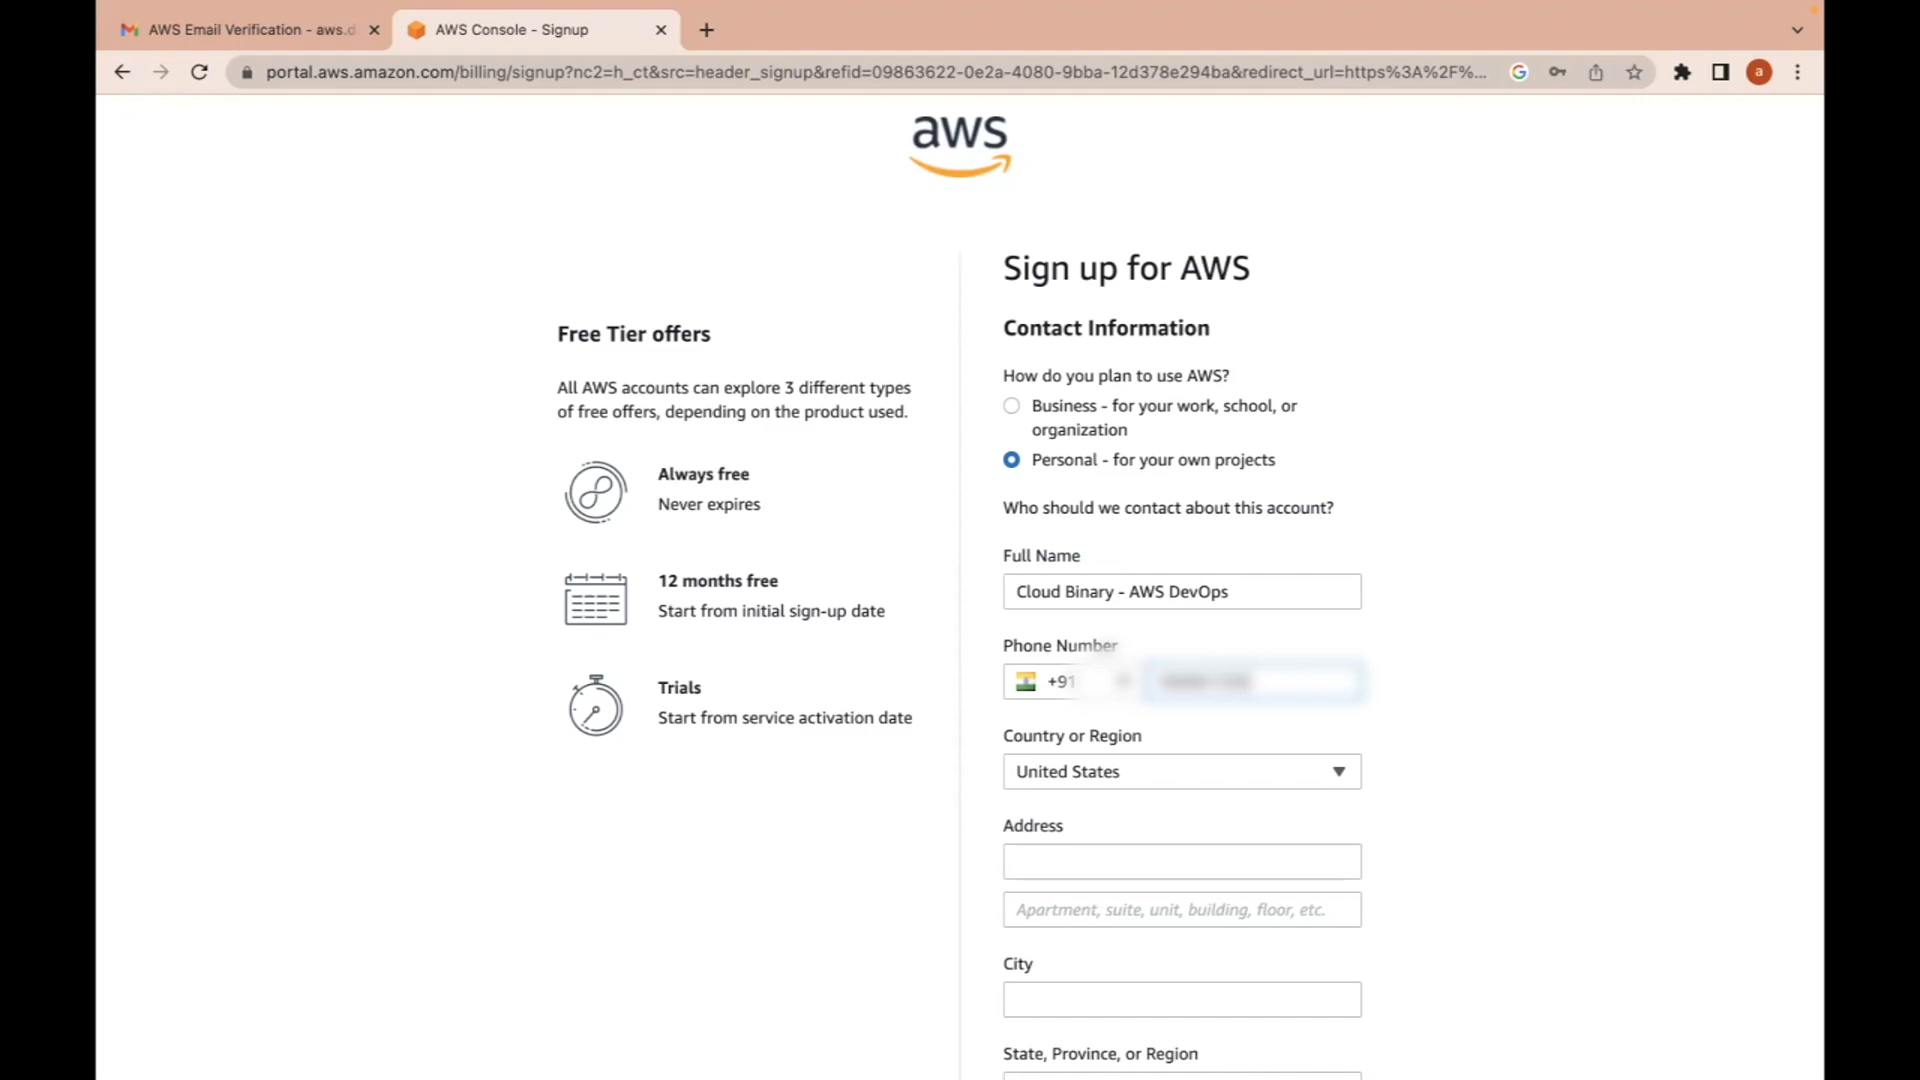 AWS Email Verification - aws.d
AWS Console - Signup
portal.aws.amazon.com/billing/signup?nc2=h_ct&src=header_signup&refid=09863622-0e2a-4080-9bba-12d378e294ba&redirect_url=https%3A%2F%...
a
aws
Sign up for AWS
Free Tier offers
All AWS accounts can explore 3 different types
of free offers, depending on the product used.
Always free
Never expires
12 months free
Start from initial sign-up date
Trials
Start from service activation date
Contact Information
How do you plan to use AWS?
Business - for your work, school, or
organization
Personal - for your own projects
Who should we contact about this account?
Full Name
Cloud Binary - AWS DevOps
Phone Number
+91
Country or Region
United States
Address
Apartment, suite, unit, building, floor, etc.
City
State, Province, or Region